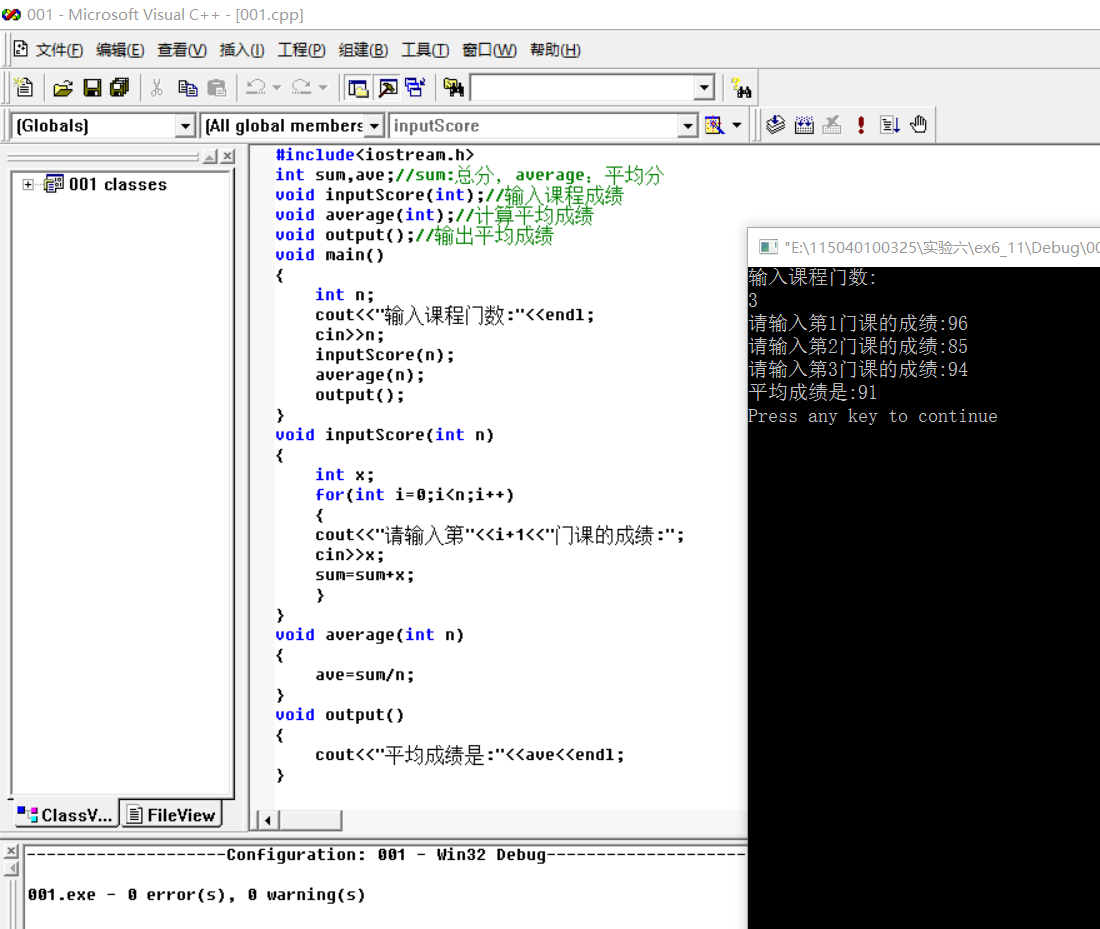 001 - Microsoft Visual C++ - [001.cpp]
文件(F) 编辑(E) 查看(V) 插入(I) 工程(P) 组建(B) 工具(T) 窗口(W) 帮助(H)
(Globals) (All global members inputScore
001 classes
#include<iostream.h>
int sum,ave;//sum:总分，average：平均分
void inputScore(int);//输入课程成绩
void average(int);//计算平均成绩
void output();//输出平均成绩
void main()
{
int n;
cout<<"输入课程门数:"<<endl;
cin>>n;
inputScore(n);
average(n);
output();
}
void inputScore(int n)
{
int x;
for(int i=0;i<n;i++)
{
cout<<"请输入第"<<i+1<<"门课的成绩:";
cin>>x;
sum=sum+x;
}
}
void average(int n)
{
ave=sum/n;
}
void output()
{
cout<<"平均成绩是:"<<ave<<endl;
}
"E:\115040100325\实验六\ex6_11\Debug\00
输入课程门数:
3
请输入第1门课的成绩:96
请输入第2门课的成绩:85
请输入第3门课的成绩:94
平均成绩是:91
Press any key to continue
ClassV... FileView
--------------------Configuration: 001 - Win32 Debug--------------------
001.exe - 0 error(s), 0 warning(s)